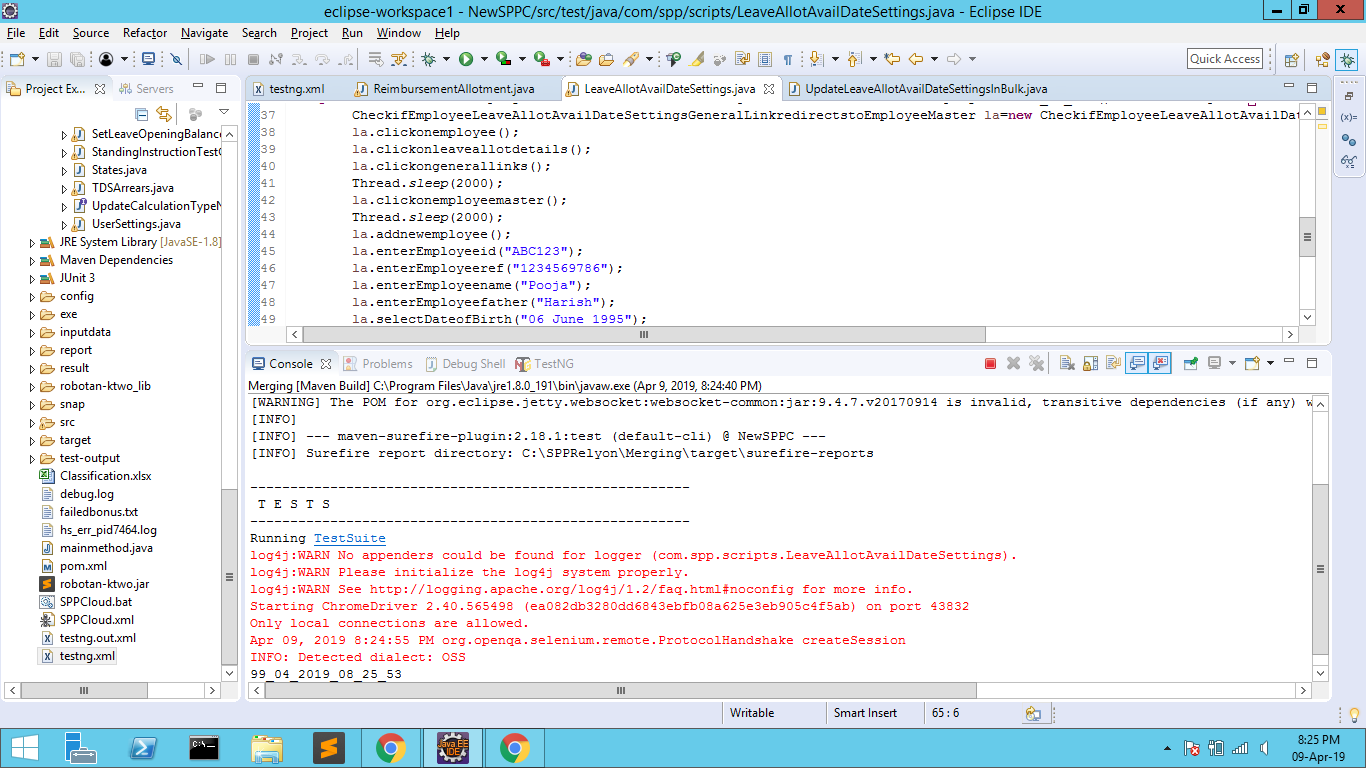 eclipse-workspace1 - NewSPPC/src/test/java/com/spp/scripts/LeaveAllotAvailDateSettings.java - Eclipse IDE
File Edit Source Refactor Navigate Search Project Run Window Help
Quick Access
Project Ex... Servers
testng.xml ReimbursementAllotment.java LeaveAllotAvailDateSettings.java UpdateLeaveAllotAvailDateSettingsInBulk.java
SetLeaveOpeningBalance
StandingInstructionTest
States.java
TDSArrears.java
UpdateCalculationType
UserSettings.java
JRE System Library [JavaSE-1.8]
Maven Dependencies
JUnit 3
config
exe
inputdata
report
result
robotan-ktwo_lib
snap
src
target
test-output
Classification.xlsx
debug.log
failedbonus.txt
hs_err_pid7464.log
mainmethod.java
pom.xml
robotan-ktwo.jar
SPPCloud.bat
SPPCloud.xml
testng.out.xml
testng.xml
37 CheckifEmployeeLeaveAllotAvailDateSettingsGeneralLinkredirectstoEmployeeMaster la=new CheckifEmployeeLeaveAllotAvailDat
38 la.clickonemployee();
39 la.clickonleaveallotdetails();
40 la.clickongenerallinks();
41 Thread.sleep(2000);
42 la.clickonemployeemaster();
43 Thread.sleep(2000);
44 la.addnewemployee();
45 la.enterEmployeeid("ABC123");
46 la.enterEmployeeref("1234569786");
47 la.enterEmployeename("Pooja");
48 la.enterEmployeefather("Harish");
49 la.selectDateofBirth("06 June 1995");
Console Problems Debug Shell TestNG
Merging [Maven Build] C:\Program Files\Java\jre1.8.0_191\bin\javaw.exe (Apr 9, 2019, 8:24:40 PM)
[WARNING] The POM for org.eclipse.jetty.websocket:websocket-common:jar:9.4.7.v20170914 is invalid, transitive dependencies (if any) w
[INFO]
[INFO] --- maven-surefire-plugin:2.18.1:test (default-cli) @ NewSPPC ---
[INFO] Surefire report directory: C:\SPPRelyon\Merging\target\surefire-reports
-------------------------------------------------------
T E S T S
-------------------------------------------------------
Running TestSuite
log4j:WARN No appenders could be found for logger (com.spp.scripts.LeaveAllotAvailDateSettings).
log4j:WARN Please initialize the log4j system properly.
log4j:WARN See http://logging.apache.org/log4j/1.2/faq.html#noconfig for more info.
Starting ChromeDriver 2.40.565498 (ea082db3280dd6843ebfb08a625e3eb905c4f5ab) on port 43832
Only local connections are allowed.
Apr 09, 2019 8:24:55 PM org.openqa.selenium.remote.ProtocolHandshake createSession
INFO: Detected dialect: OSS
99_04_2019_08_25_53
Writable Smart Insert 65 : 6
Java EE
IDE
8:25 PM
09-Apr-19